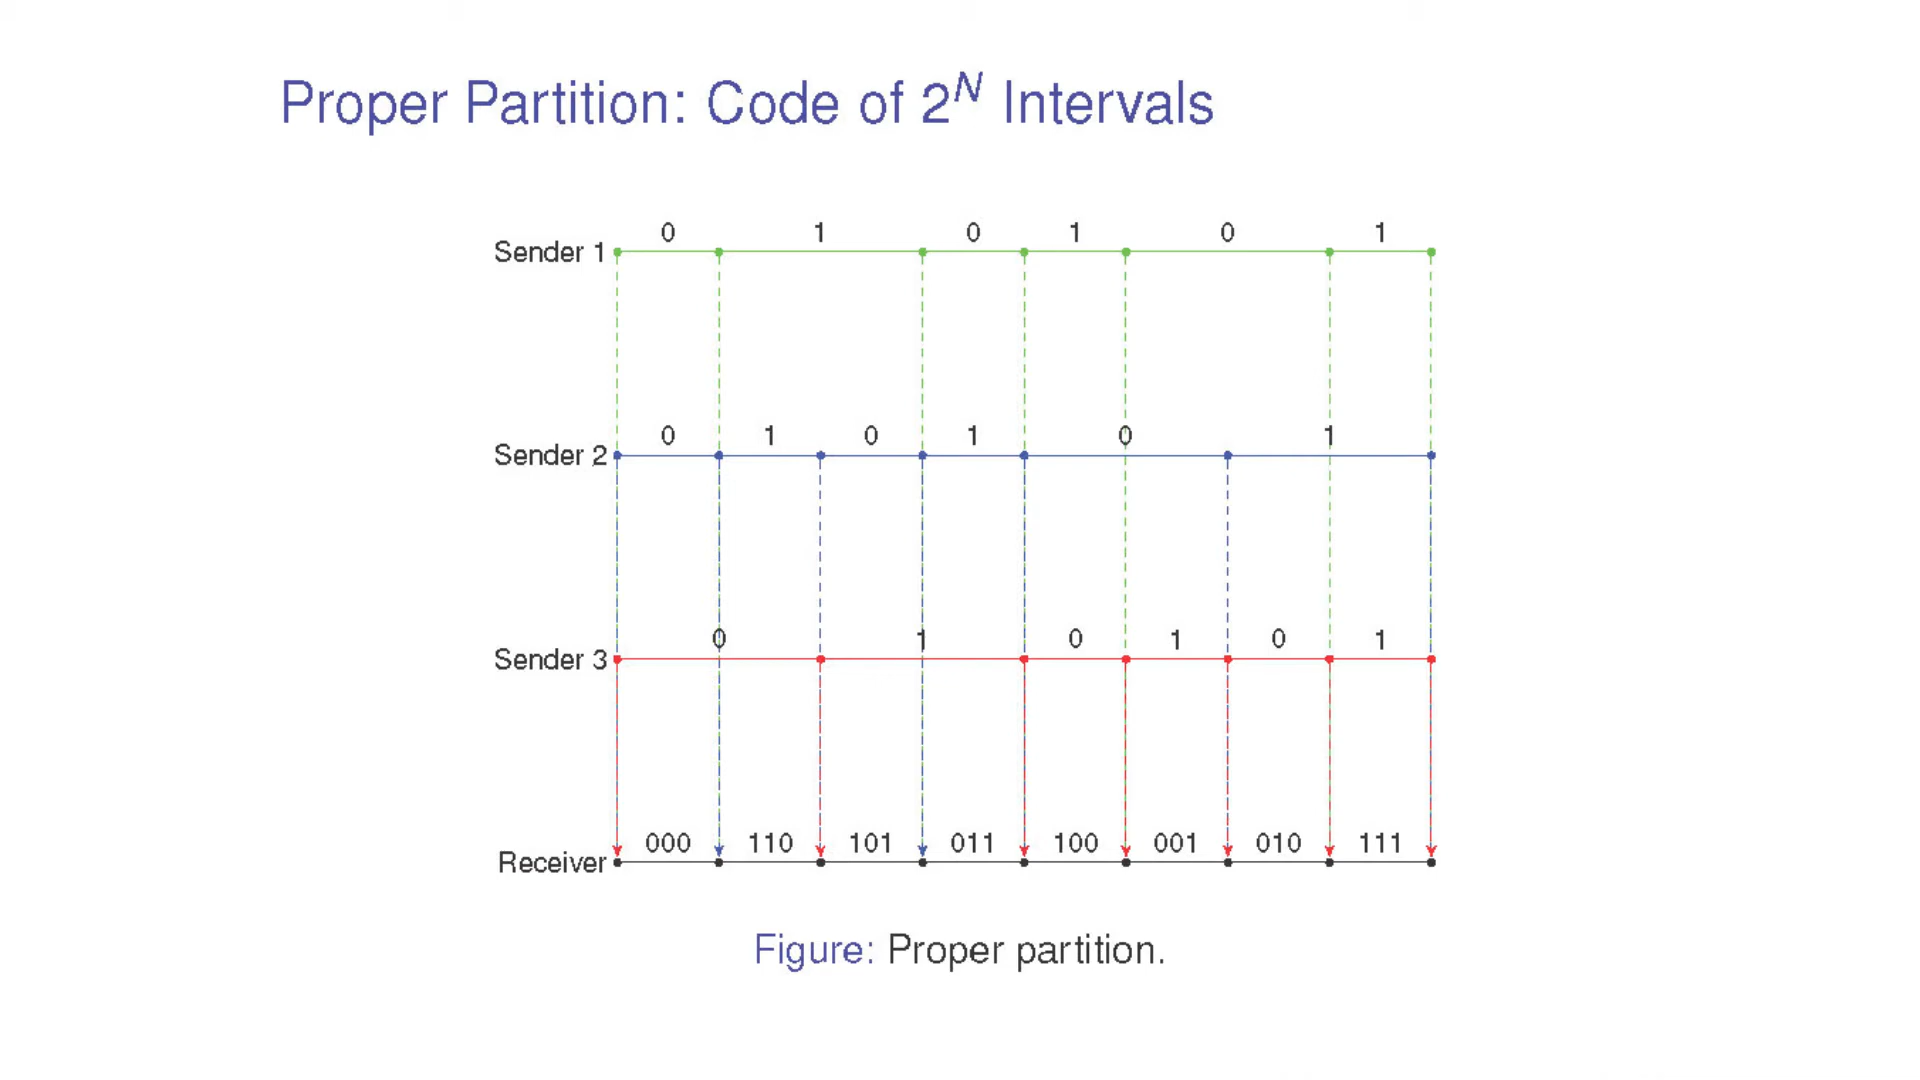 Proper Partition: Code of 2^N Intervals
0 1 0 1 0 1
Sender 1
0 1 0 1 0 1
Sender 2
0 1 0 1 0 1
Sender 3
000 110 101 011 100 001 010 111
Receiver
Figure: Proper partition.